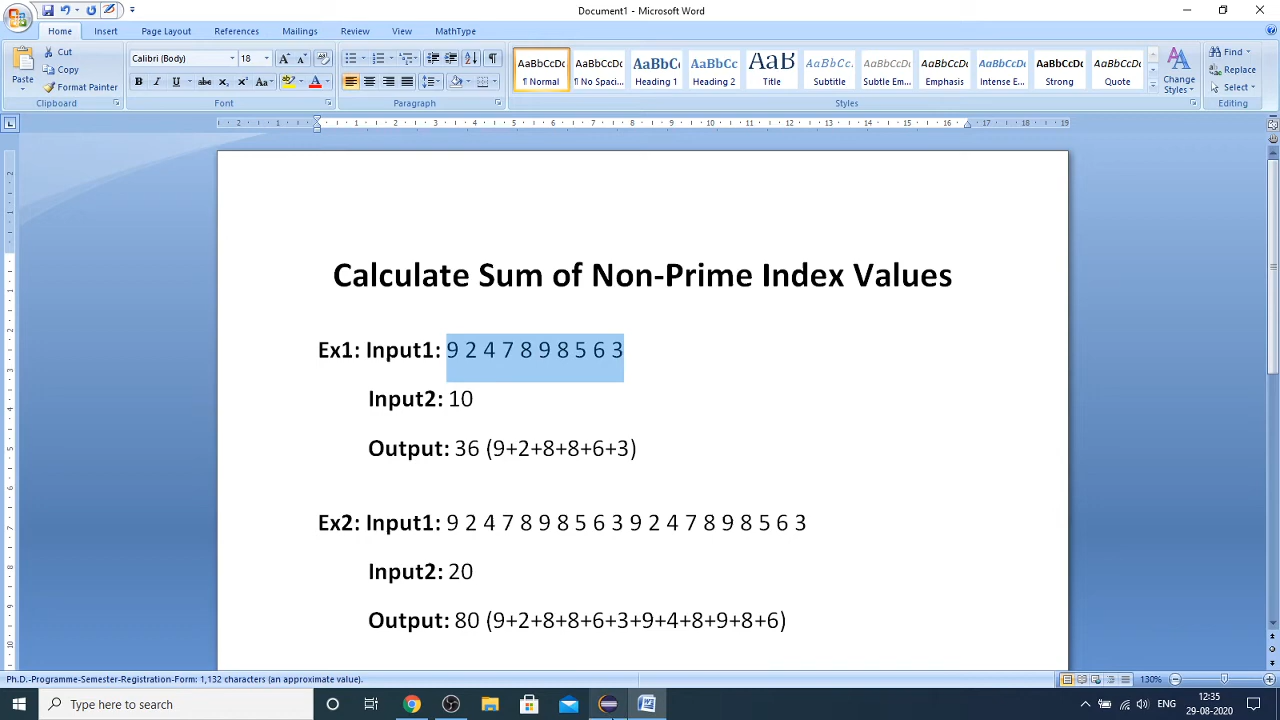 Document1 - Microsoft Word
Home Insert Page Layout References Mailings Review View MathType
Paste
Cut
Copy
Format Painter
Clipboard
Calibri (Body) 18
Font
Paragraph
AaBbCcDc AaBbCcDc AaBbC AaBbCc AaB AaBbCc. AaBbCcDc AaBbCcDc AaBbCcDc AaBbCcDc AaBbCcDc
¶ Normal ¶ No Spaci... Heading 1 Heading 2 Title Subtitle Subtle Em... Emphasis Intense E... Strong Quote
Styles
Change Styles
Find
Replace
Select
Editing
Calculate Sum of Non-Prime Index Values
Ex1: Input1: 9 2 4 7 8 9 8 5 6 3
Input2: 10
Output: 36 (9+2+8+8+6+3)
Ex2: Input1: 9 2 4 7 8 9 8 5 6 3 9 2 4 7 8 9 8 5 6 3
Input2: 20
Output: 80 (9+2+8+8+6+3+9+4+8+9+8+6)
Ph.D.-Programme-Semester-Registration-Form: 1,132 characters (an approximate value).
130%
Type here to search
ENG
12:35
29-08-2020